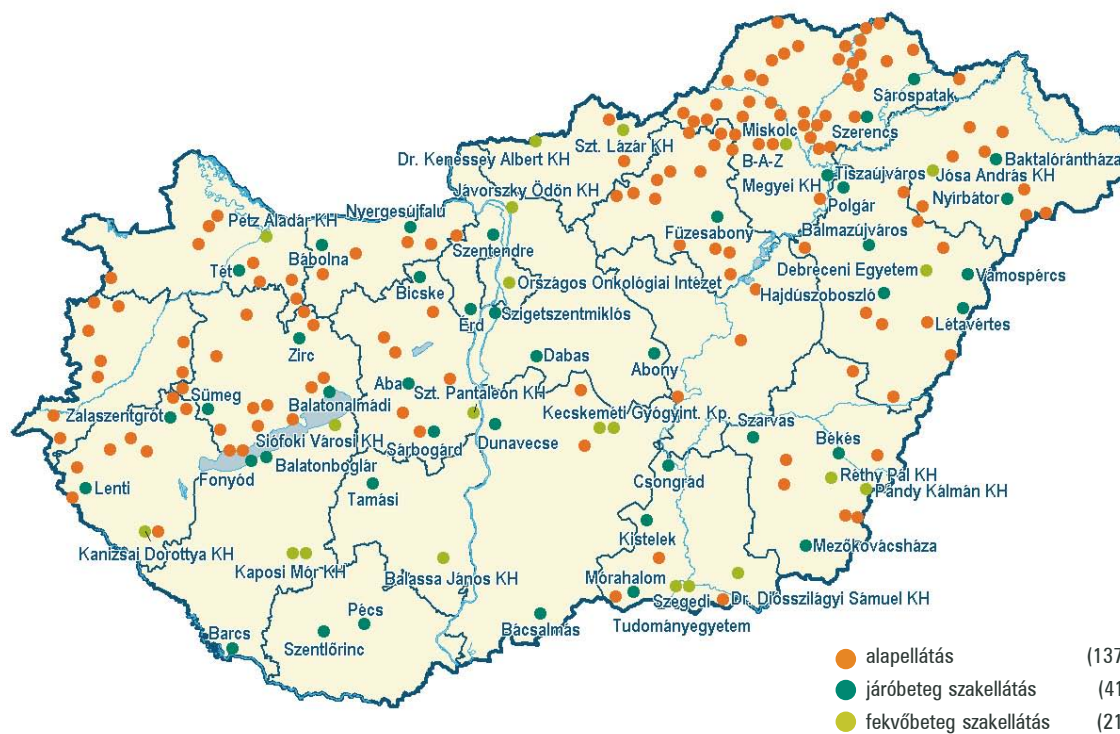 Sárospatak
Miskolc
Szerencs
Szt. Lázár KH
Dr. Kenessey Albert KH
B-A-Z
Megyei KH
Tiszaújváros
Baktalórántháza
Jósa András KH
Jávorszky Ödön KH
Nyírbátor
Polgár
Petz Aladár KH
Nyergesújfalu
Füzesabony
Balmazújváros
Szentendre
Tét
Bábolna
Debreceni Egyetem
Vámospércs
Bicske
Országos Onkológiai Intézet
Hajdúszoboszló
Érd
Szigetszentmiklós
Létavértes
Zirc
Dabas
Abony
Aba
Szt. Pantaleon KH
Sümeg
Balatonalmádi
Zalaszentgrót
Kecskeméti Gyógyint. Kp.
Szarvas
Siófoki Városi KH
Sárbogárd
Dunavecse
Békés
Balatonboglár
Fonyód
Réthy Pál KH
Lenti
Tamási
Csongrád
Pándy Kálmán KH
Kistelek
Kanizsai Dorottya KH
Mezőkovácsháza
Kaposi Mór KH
Balassa János KH
Mórahalom
Szegedi
Tudományegyetem
Dr. Diósszilágyi Sámuel KH
Pécs
Bácsalmás
Barcs
Szentlőrinc
alapellátás (137
járóbeteg szakellátás (41
fekvőbeteg szakellátás (21